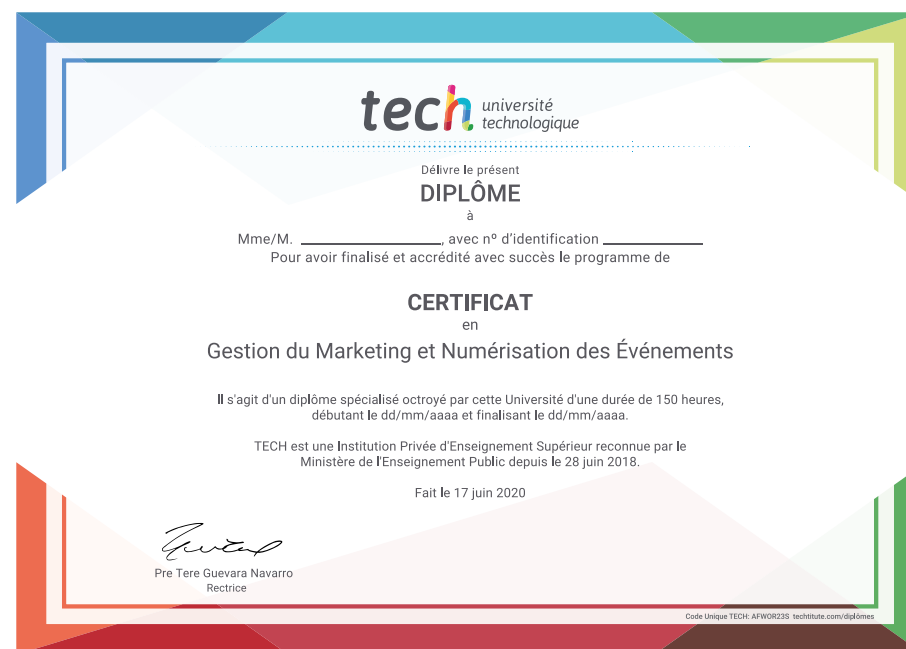 tech université
technologique
Délivre le présent
DIPLÔME
à
Mme/M. ____________________, avec nº d'identification ______________
Pour avoir finalisé et accrédité avec succès le programme de
CERTIFICAT
en
Gestion du Marketing et Numérisation des Événements
Il s'agit d'un diplôme spécialisé octroyé par cette Université d'une durée de 150 heures,
débutant le dd/mm/aaaa et finalisant le dd/mm/aaaa.
TECH est une Institution Privée d'Enseignement Supérieur reconnue par le
Ministère de l'Enseignement Public depuis le 28 juin 2018.
Fait le 17 juin 2020
Pre Tere Guevara Navarro
Rectrice
Code Unique TECH: AFWOR23S techtitute.com/diplômes